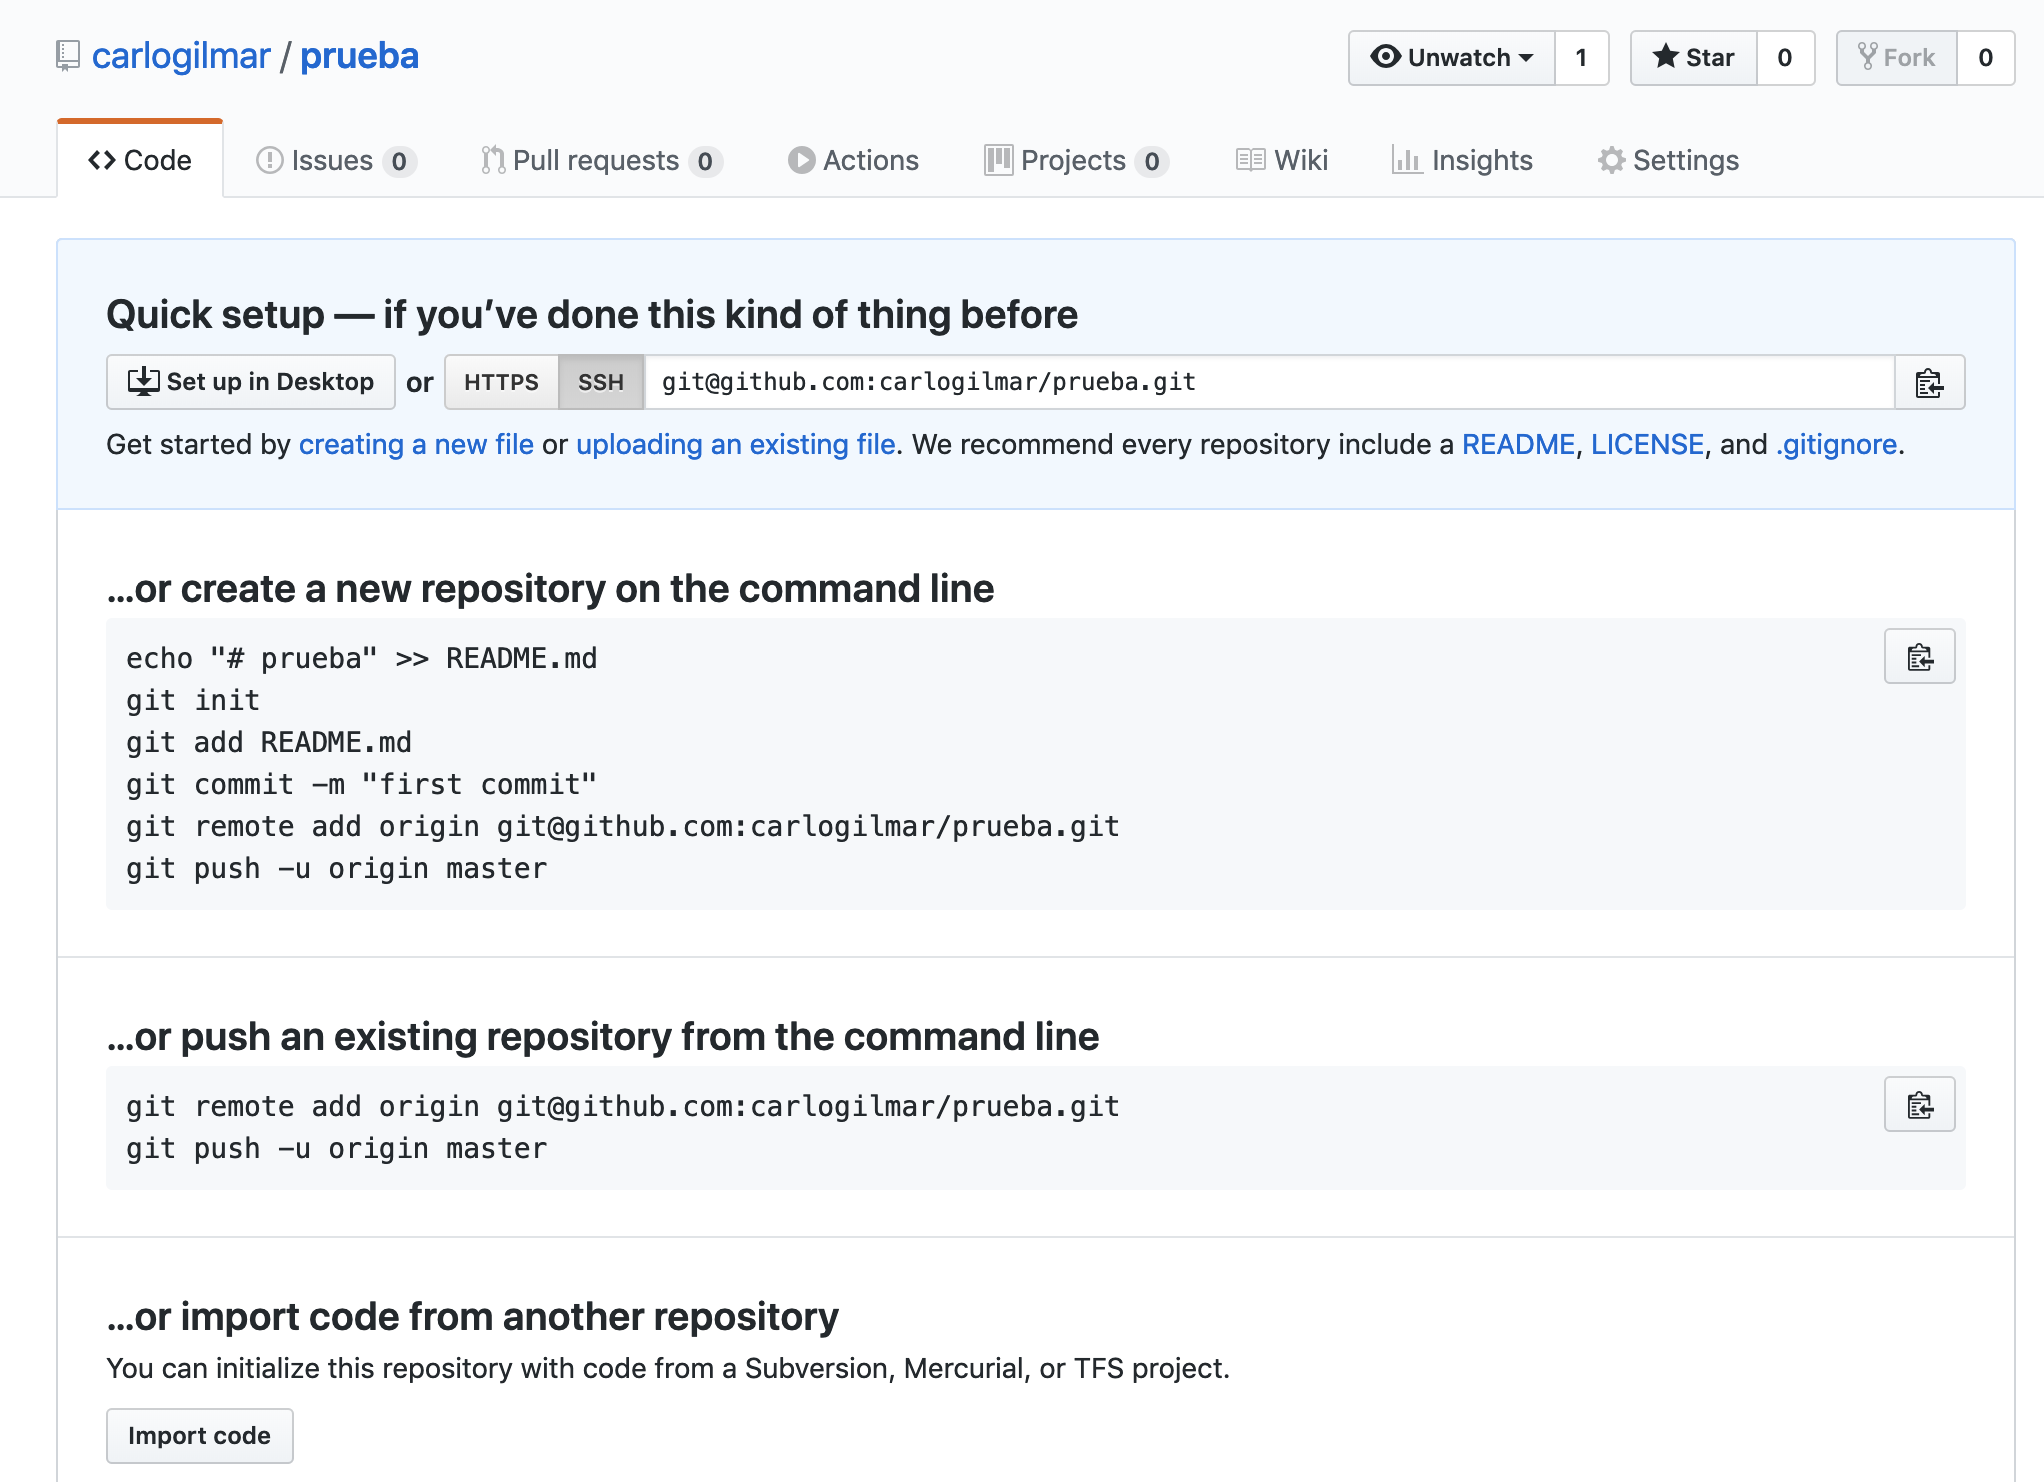 carlogilmar / prueba
Unwatch 1 Star 0 Fork 0
Code Issues 0 Pull requests 0 Actions Projects 0 Wiki Insights Settings
Quick setup — if you’ve done this kind of thing before
Set up in Desktop or HTTPS SSH git@github.com:carlogilmar/prueba.git
Get started by creating a new file or uploading an existing file. We recommend every repository include a README, LICENSE, and .gitignore.
…or create a new repository on the command line
echo "# prueba" >> README.md
git init
git add README.md
git commit -m "first commit"
git remote add origin git@github.com:carlogilmar/prueba.git
git push -u origin master
…or push an existing repository from the command line
git remote add origin git@github.com:carlogilmar/prueba.git
git push -u origin master
…or import code from another repository
You can initialize this repository with code from a Subversion, Mercurial, or TFS project.
Import code